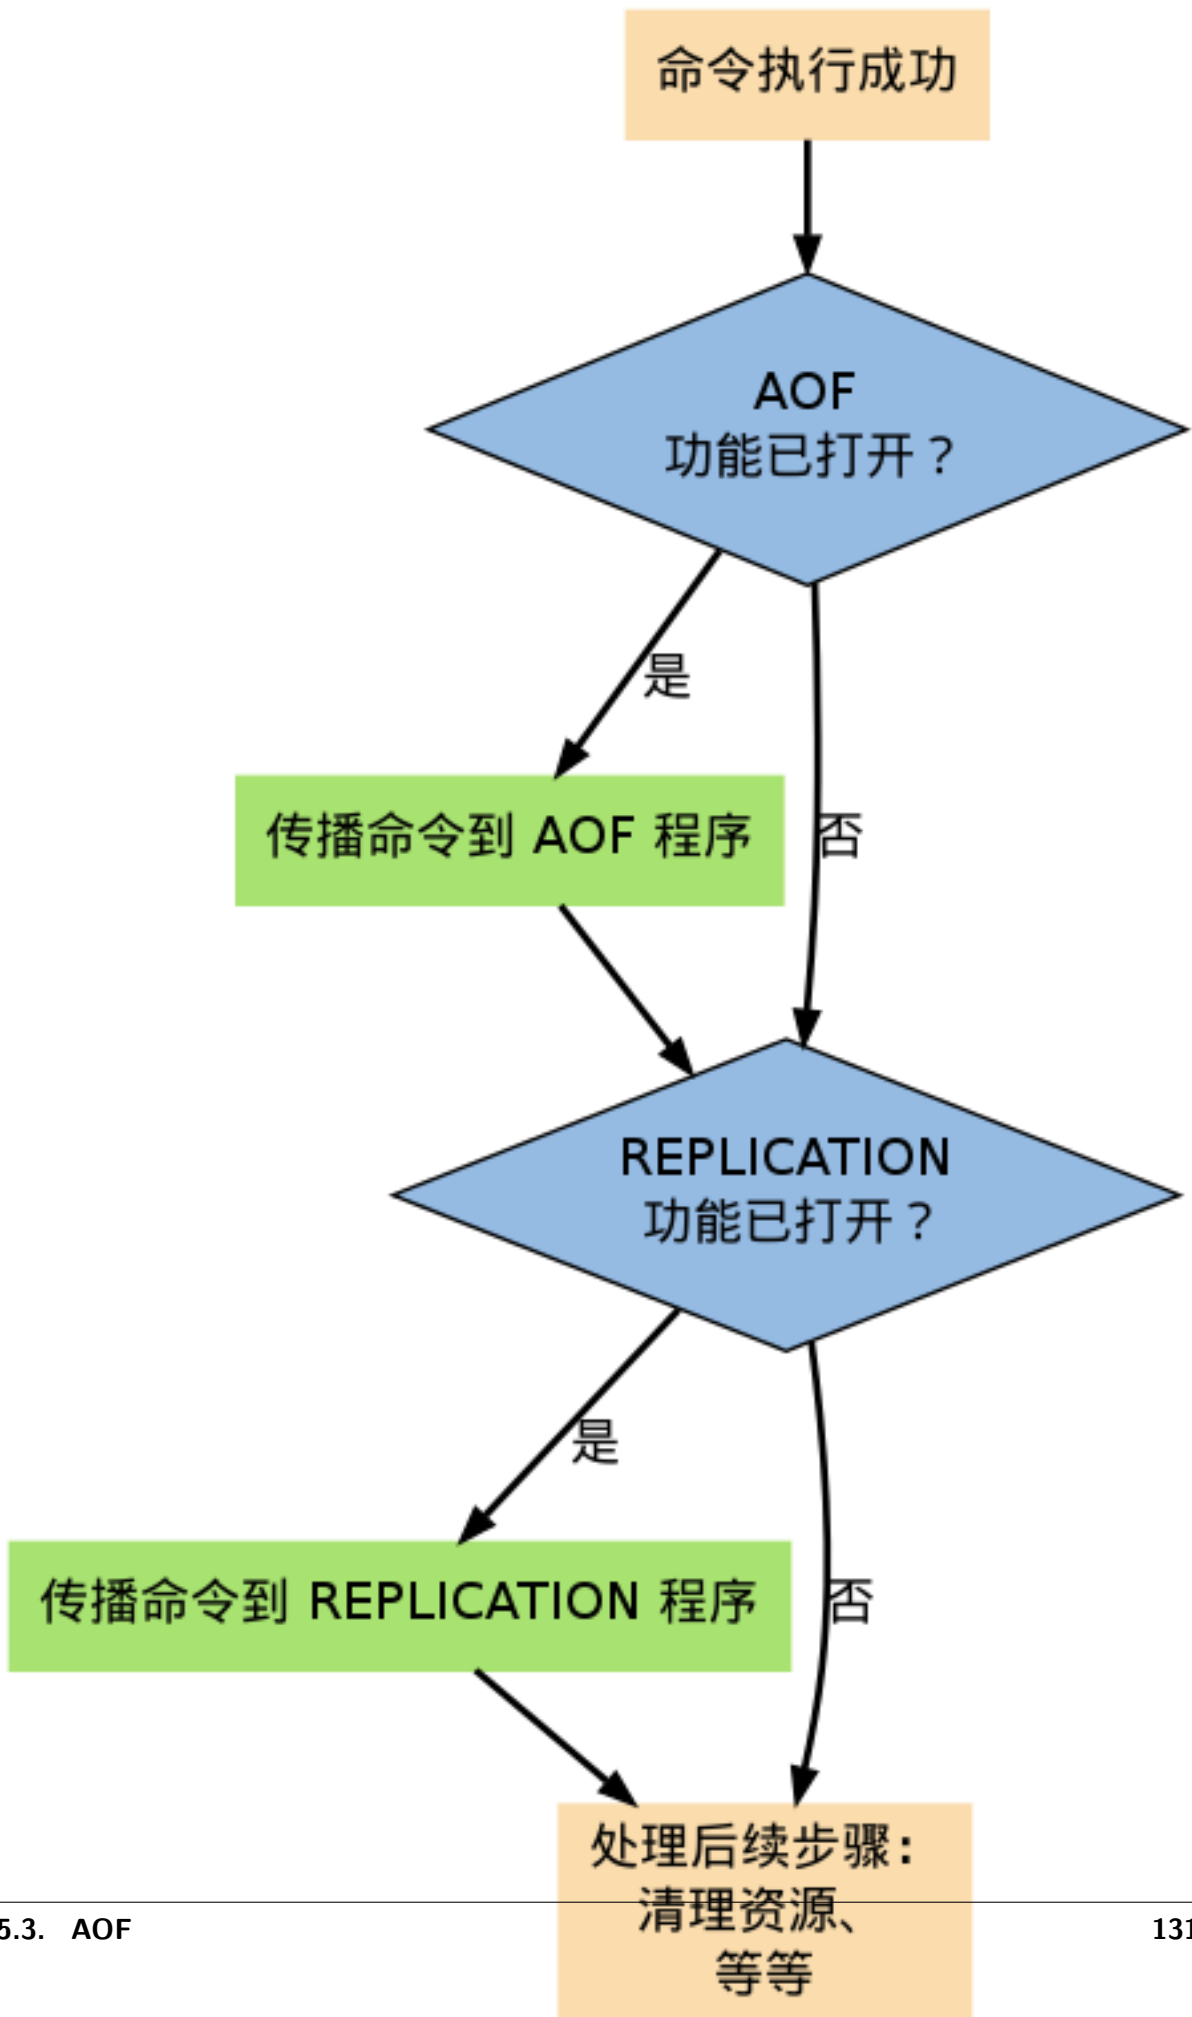 命令执行成功
AOF
功能已打开？
是
传播命令到 AOF 程序
否
REPLICATION
功能已打开？
是
传播命令到 REPLICATION 程序
否
处理后续步骤：
清理资源、
等等
5.3. AOF
131